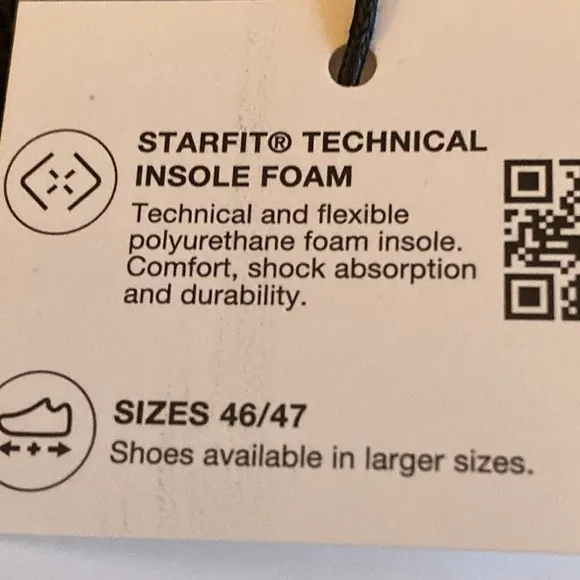 STARFIT® TECHNICAL
INSOLE FOAM
Technical and flexible
polyurethane foam insole.
Comfort, shock absorption
and durability.
SIZES 46/47
Shoes available in larger sizes.